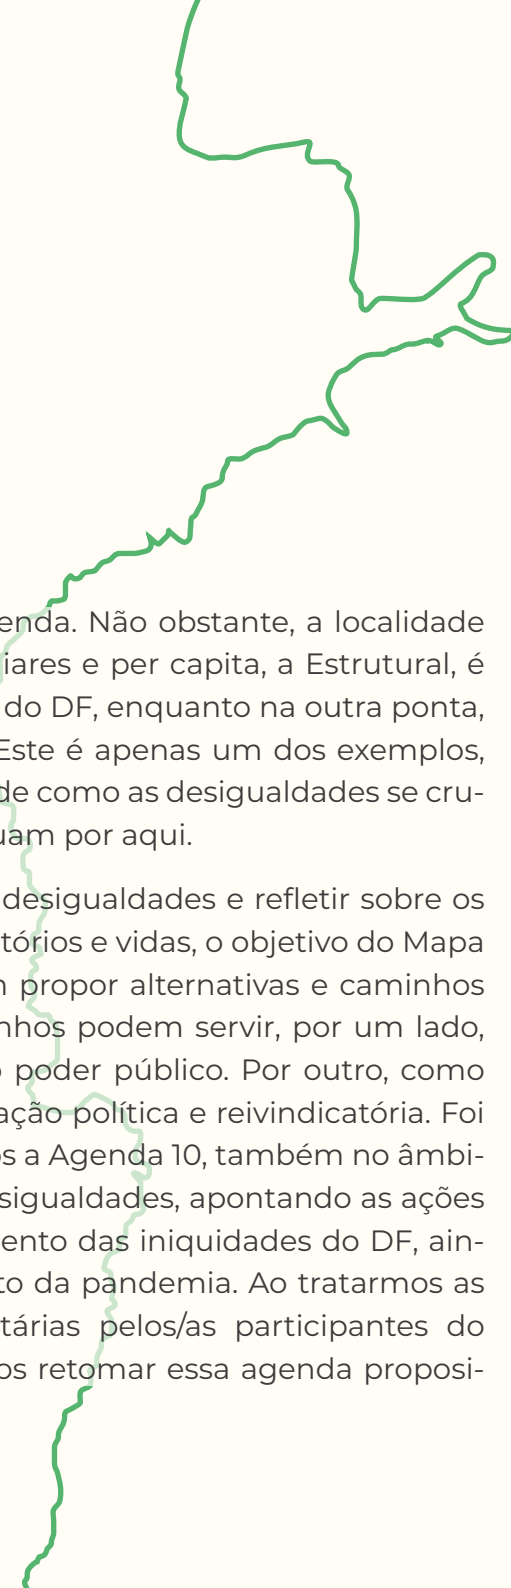 enda. Não obstante, a localidade
iares e per capita, a Estrutural, é
do DF, enquanto na outra ponta,
Este é apenas um dos exemplos,
de como as desigualdades se cru-
uam por aqui.
desigualdades e refletir sobre os
tórios e vidas, o objetivo do Mapa
propor alternativas e caminhos
nhos podem servir, por um lado,
o poder público. Por outro, como
ação política e reivindicatória. Foi
os a Agenda 10, também no âmbi-
sigualdades, apontando as ações
ento das iniquidades do DF, ain-
to da pandemia. Ao tratarmos as
tárias pelos/as participantes do
os retomar essa agenda proposi-